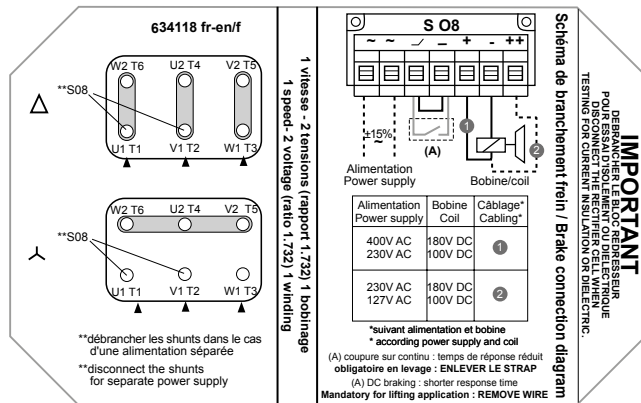 634118 fr-en/f
W2 T6 U2 T4 V2 T5
**S08
U1 T1 V1 T2 W1 T3
W2 T6 U2 T4 V2 T5
**S08
U1 T1 V1 T2 W1 T3
**débrancher les shunts dans le cas
d'une alimentation séparée
**disconnect the shunts
for separate power supply
1 vitesse - 2 tensions (rapport 1.732) 1 bobinage
1 speed- 2 voltage (ratio 1.732) 1 winding
S O8
~ ~ + - ++
±15%
~
(A)
1
2
Alimentation
Power supply
Bobine/coil
Alimentation Bobine Câblage*
Power supply Coil Cabling*
400V AC 180V DC
230V AC 100V DC
1
230V AC 180V DC
127V AC 100V DC
2
*suivant alimentation et bobine
* according power supply and coil
(A) coupure sur continu : temps de réponse réduit
obligatoire en levage : ENLEVER LE STRAP
(A) DC braking : shorter response time
Mandatory for lifting application : REMOVE WIRE
Schéma de branchement frein / Brake connection diagram
IMPORTANT
DEBRANCHER LE BLOC REDRESSEUR
POUR ESSAI D'ISOLEMENT OU DIELECTRIQUE
DISCONNECT THE RECTIFIER CELL WHEN
TESTING FOR CURRENT INSULATION OR DIELECTRIC.